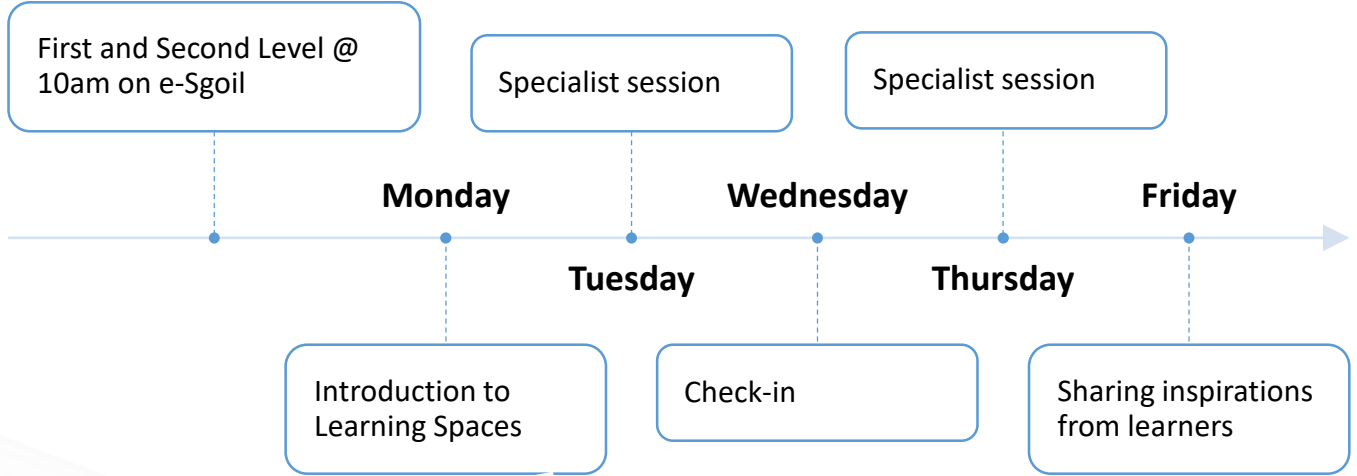 First and Second Level @
10am on e-Sgoil
Specialist session
Specialist session
Monday
Wednesday
Friday
Tuesday
Thursday
Introduction to
Learning Spaces
Check-in
Sharing inspirations
from learners